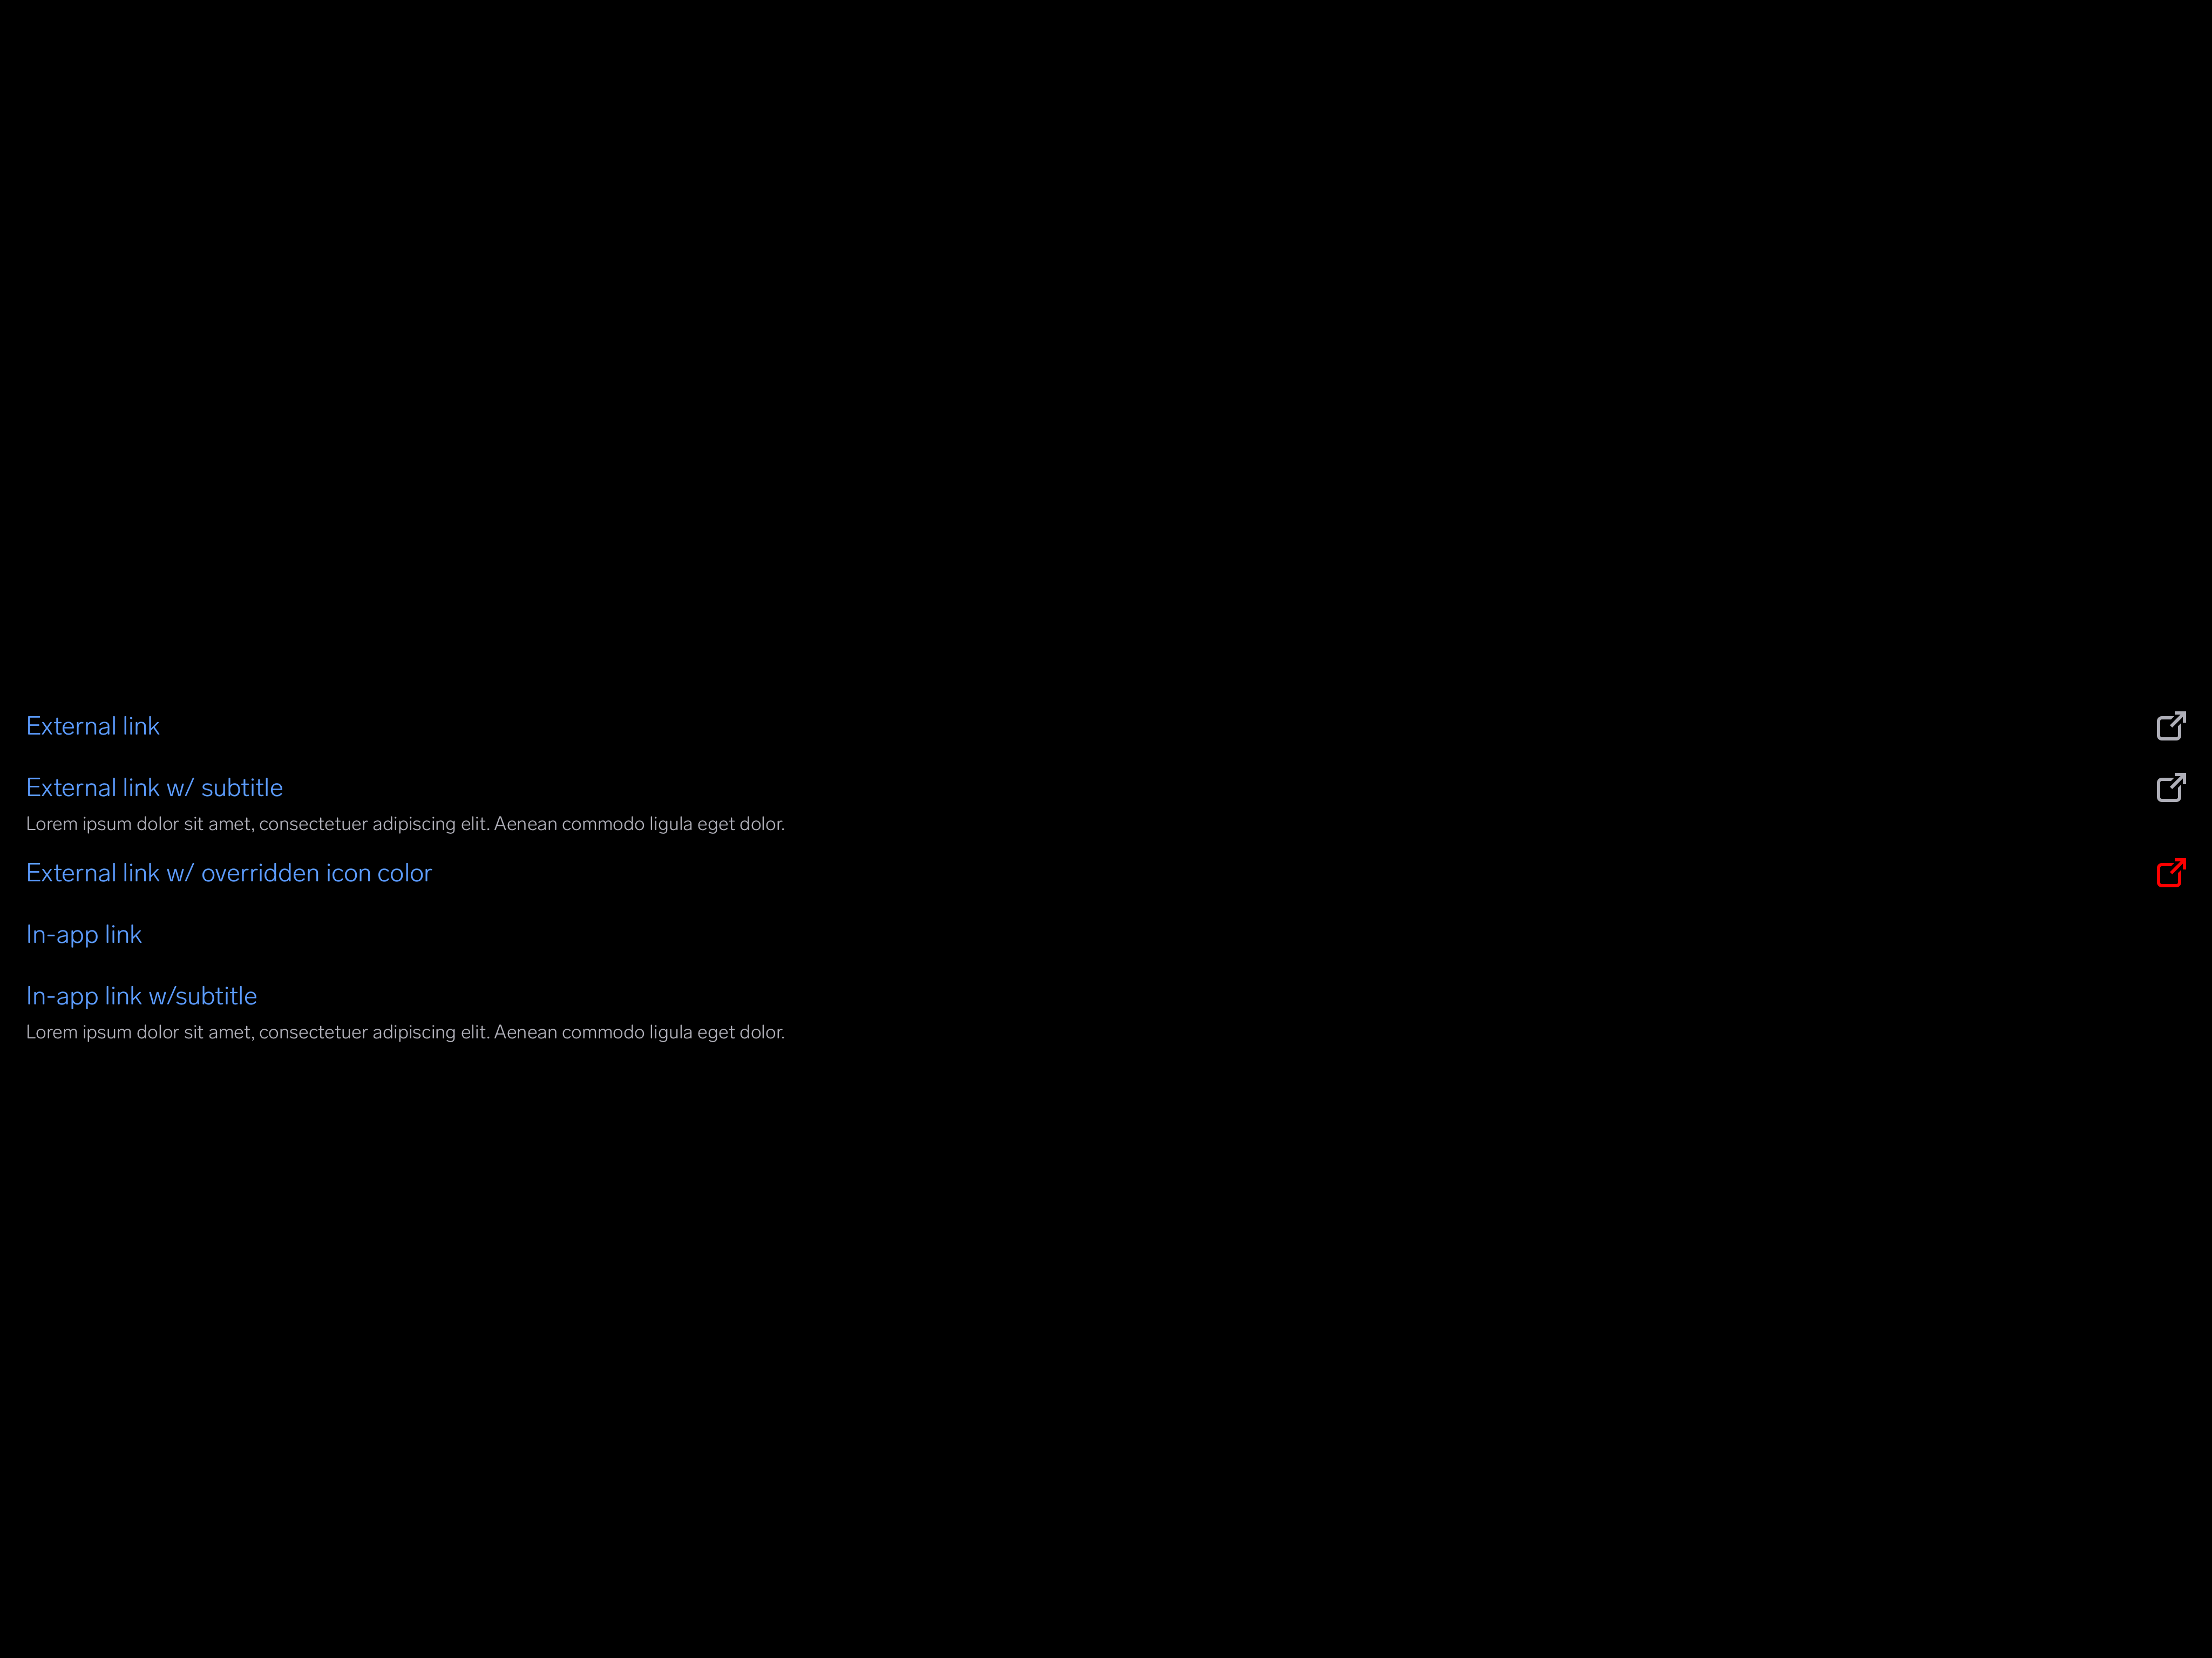 External link
External link w/ subtitle
Lorem ipsum dolor sit amet, consectetuer adipiscing elit. Aenean commodo ligula eget dolor.
External link w/ overridden icon color
In-app link
In-app link w/subtitle
Lorem ipsum dolor sit amet, consectetuer adipiscing elit. Aenean commodo ligula eget dolor.